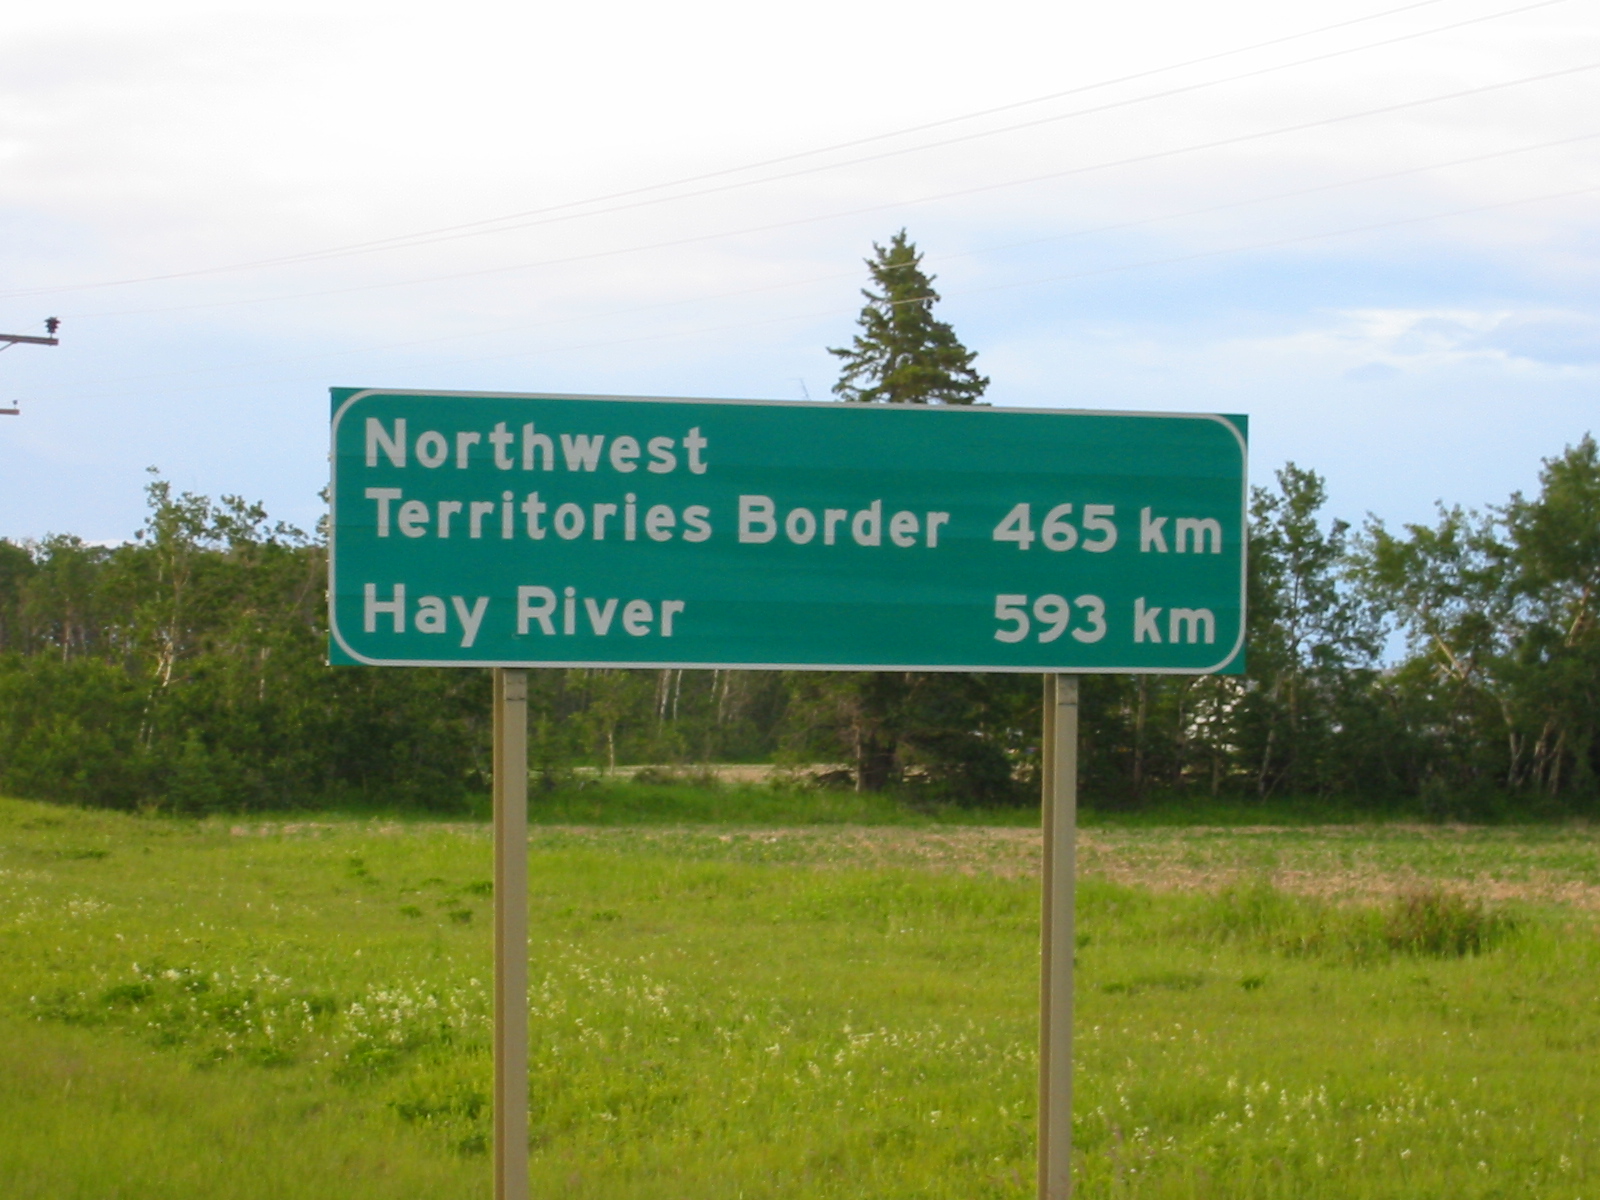 Northwest
Territories Border 465 km
Hay River 593 km